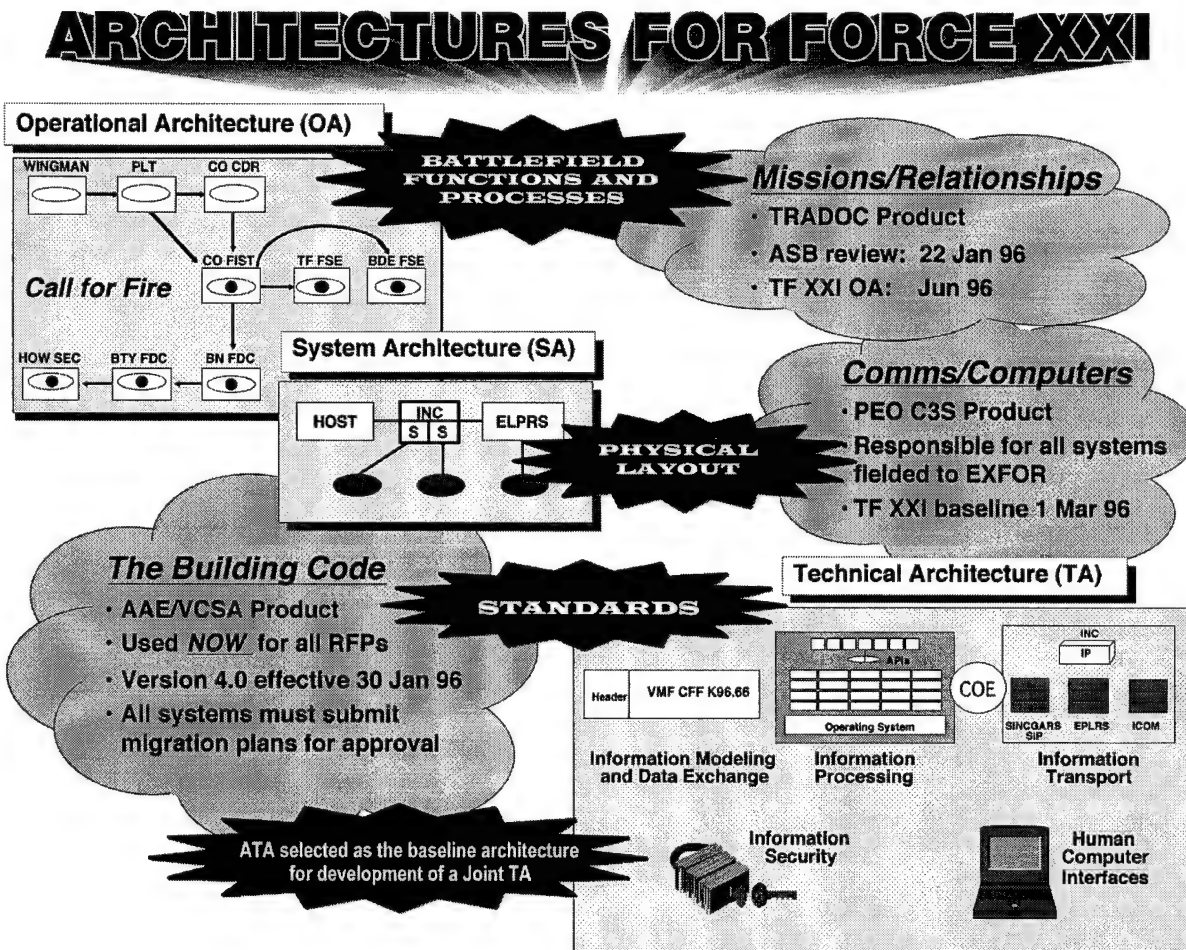 ARCHITECTURES FOR FORCE XXI
Operational Architecture (OA)
WINGMAN PLT CO CDR
CO FIST TF FSE BDE FSE
Call for Fire
HOW SEC BTY FDC BN FDC
BATTLEFIELD
FUNCTIONS AND
PROCESSES
Missions/Relationships
· TRADOC Product
· ASB review: 22 Jan 96
· TF XXI OA: Jun 96
System Architecture (SA)
HOST INC ELPRS
S S
PHYSICAL
LAYOUT
Comms/Computers
· PEO C3S Product
· Responsible for all systems
fielded to EXFOR
· TF XXI baseline 1 Mar 96
The Building Code
· AAE/VCSA Product
· Used NOW for all RFPs
· Version 4.0 effective 30 Jan 96
· All systems must submit
migration plans for approval
STANDARDS
Technical Architecture (TA)
Header VMF CFF K96.66
Information Modeling
and Data Exchange
APIs
Operating System
Information
Processing
COE
INC
IP
SINCGARS
SIP
EPLRS
ICOM
Information
Transport
ATA selected as the baseline architecture
for development of a Joint TA
Information
Security
Human
Computer
Interfaces